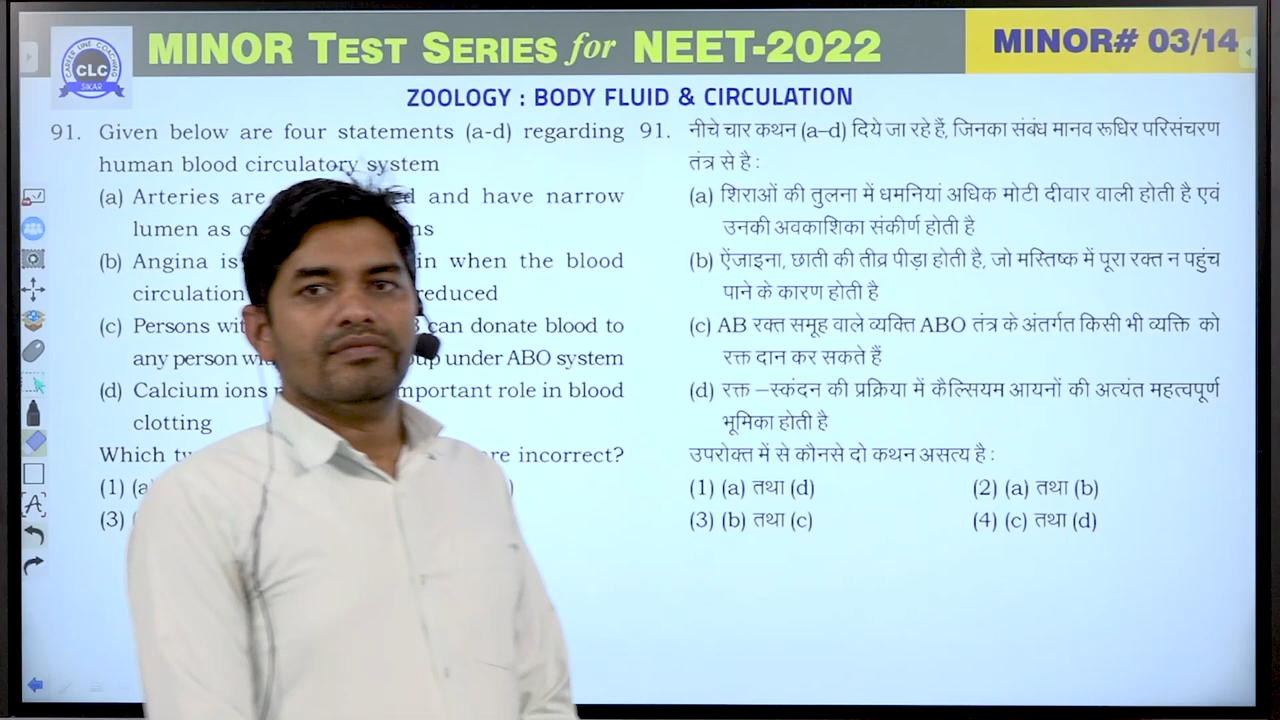 MINOR TEST SERIES for NEET-2022
MINOR# 03/14
CAREER LINE COACHING
CLC
SIKAR
ZOOLOGY : BODY FLUID & CIRCULATION
91. Given below are four statements (a-d) regarding
human blood circulatory system
(a) Arteries are and have narrow
lumen as
(b) Angina is when the blood
circulation reduced
(c) Persons can donate blood to
any person under ABO system
(d) Calcium ions important role in blood
clotting
Which incorrect?
(1)
(3)
91. नीचे चार कथन (a–d) दिये जा रहे हैं, जिनका संबंध मानव रूधिर परिसंचरण
तंत्र से है :
(a) शिराओं की तुलना में धमनियां अधिक मोटी दीवार वाली होती है एवं
उनकी अवकाशिका संकीर्ण होती है
(b) ऐंजाइना, छाती की तीव्र पीड़ा होती है, जो मस्तिष्क में पूरा रक्त न पहुंच
पाने के कारण होती है
(c) AB रक्त समूह वाले व्यक्ति ABO तंत्र के अंतर्गत किसी भी व्यक्ति को
रक्त दान कर सकते हैं
(d) रक्त –स्कंदन की प्रक्रिया में कैल्सियम आयनों की अत्यंत महत्वपूर्ण
भूमिका होती है
उपरोक्त में से कौनसे दो कथन असत्य है :
(1) (a) तथा (d) (2) (a) तथा (b)
(3) (b) तथा (c) (4) (c) तथा (d)